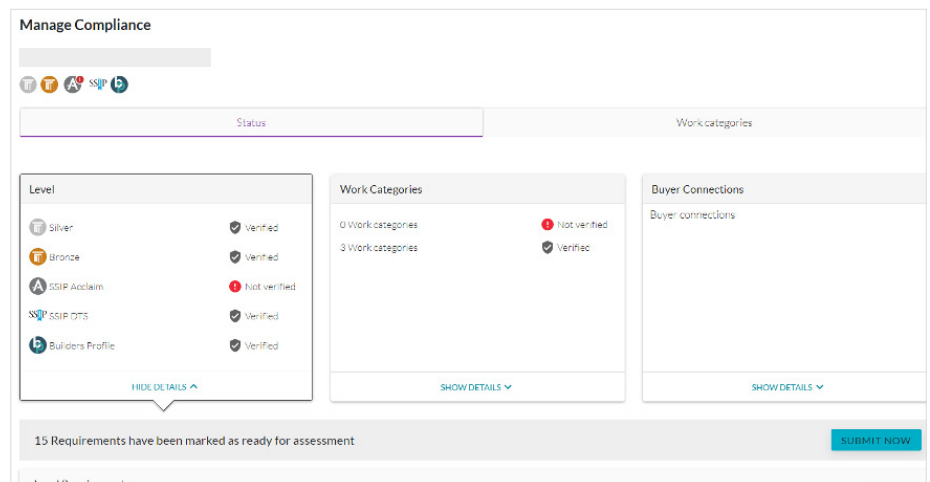 Manage Compliance
SSIP
Status
Work categories
Level
Silver Verified
Bronze Verified
SSIP Acclaim Not verified
SSIP SSIP DTS Verified
Builders Profile Verified
HIDE DETAILS
Work Categories
0 Work categories Not verified
3 Work categories Verified
SHOW DETAILS
Buyer Connections
Buyer connections
SHOW DETAILS
15 Requirements have been marked as ready for assessment
SUBMIT NOW